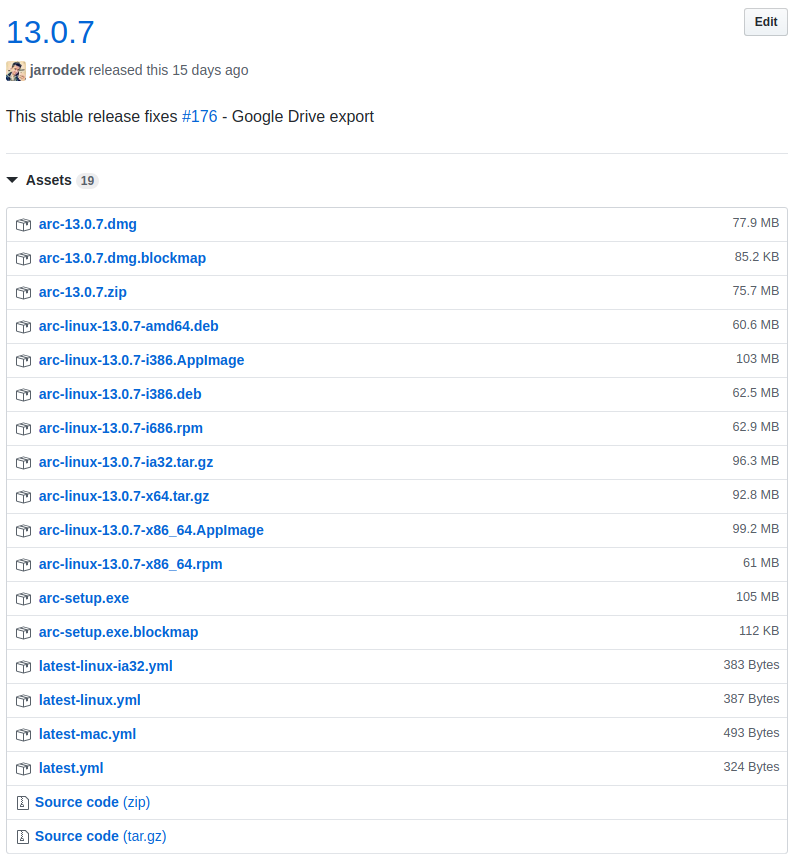 13.0.7
Edit
jarrodek released this 15 days ago
This stable release fixes #176 - Google Drive export
Assets 19
arc-13.0.7.dmg 77.9 MB
arc-13.0.7.dmg.blockmap 85.2 KB
arc-13.0.7.zip 75.7 MB
arc-linux-13.0.7-amd64.deb 60.6 MB
arc-linux-13.0.7-i386.AppImage 103 MB
arc-linux-13.0.7-i386.deb 62.5 MB
arc-linux-13.0.7-i686.rpm 62.9 MB
arc-linux-13.0.7-ia32.tar.gz 96.3 MB
arc-linux-13.0.7-x64.tar.gz 92.8 MB
arc-linux-13.0.7-x86_64.AppImage 99.2 MB
arc-linux-13.0.7-x86_64.rpm 61 MB
arc-setup.exe 105 MB
arc-setup.exe.blockmap 112 KB
latest-linux-ia32.yml 383 Bytes
latest-linux.yml 387 Bytes
latest-mac.yml 493 Bytes
latest.yml 324 Bytes
Source code (zip)
Source code (tar.gz)